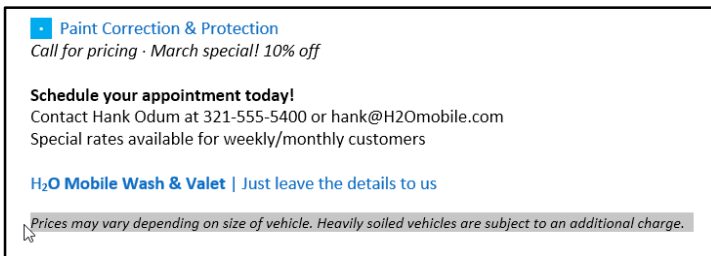 Paint Correction & Protection
Call for pricing · March special! 10% off
Schedule your appointment today!
Contact Hank Odum at 321-555-5400 or hank@H2Omobile.com
Special rates available for weekly/monthly customers
H₂O Mobile Wash & Valet | Just leave the details to us
Prices may vary depending on size of vehicle. Heavily soiled vehicles are subject to an additional charge.